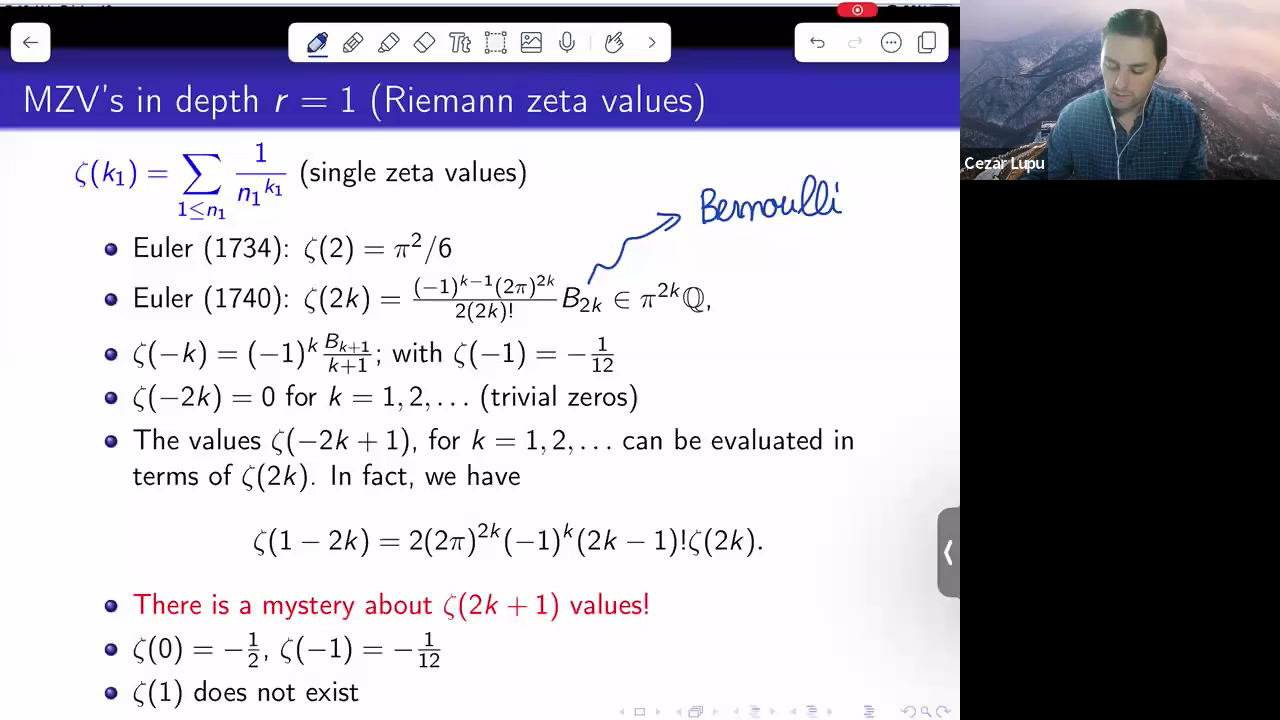 MZV's in depth r = 1 (Riemann zeta values)
ζ(k₁) = ∑_{1≤n₁} 1/n₁^{k₁} (single zeta values)
Bernoulli
Euler (1734): ζ(2) = π²/6
Euler (1740): ζ(2k) = (−1)^{k−1}(2π)^{2k}/2(2k)! B_{2k} ∈ π^{2k}ℚ,
ζ(−k) = (−1)^k B_{k+1}/k+1; with ζ(−1) = −1/12
ζ(−2k) = 0 for k = 1, 2, . . . (trivial zeros)
The values ζ(−2k + 1), for k = 1, 2, . . . can be evaluated in
terms of ζ(2k). In fact, we have
ζ(1 − 2k) = 2(2π)^{2k}(−1)^k(2k − 1)!ζ(2k).
There is a mystery about ζ(2k + 1) values!
ζ(0) = −1/2, ζ(−1) = −1/12
ζ(1) does not exist
Cezar Lupu
Tt